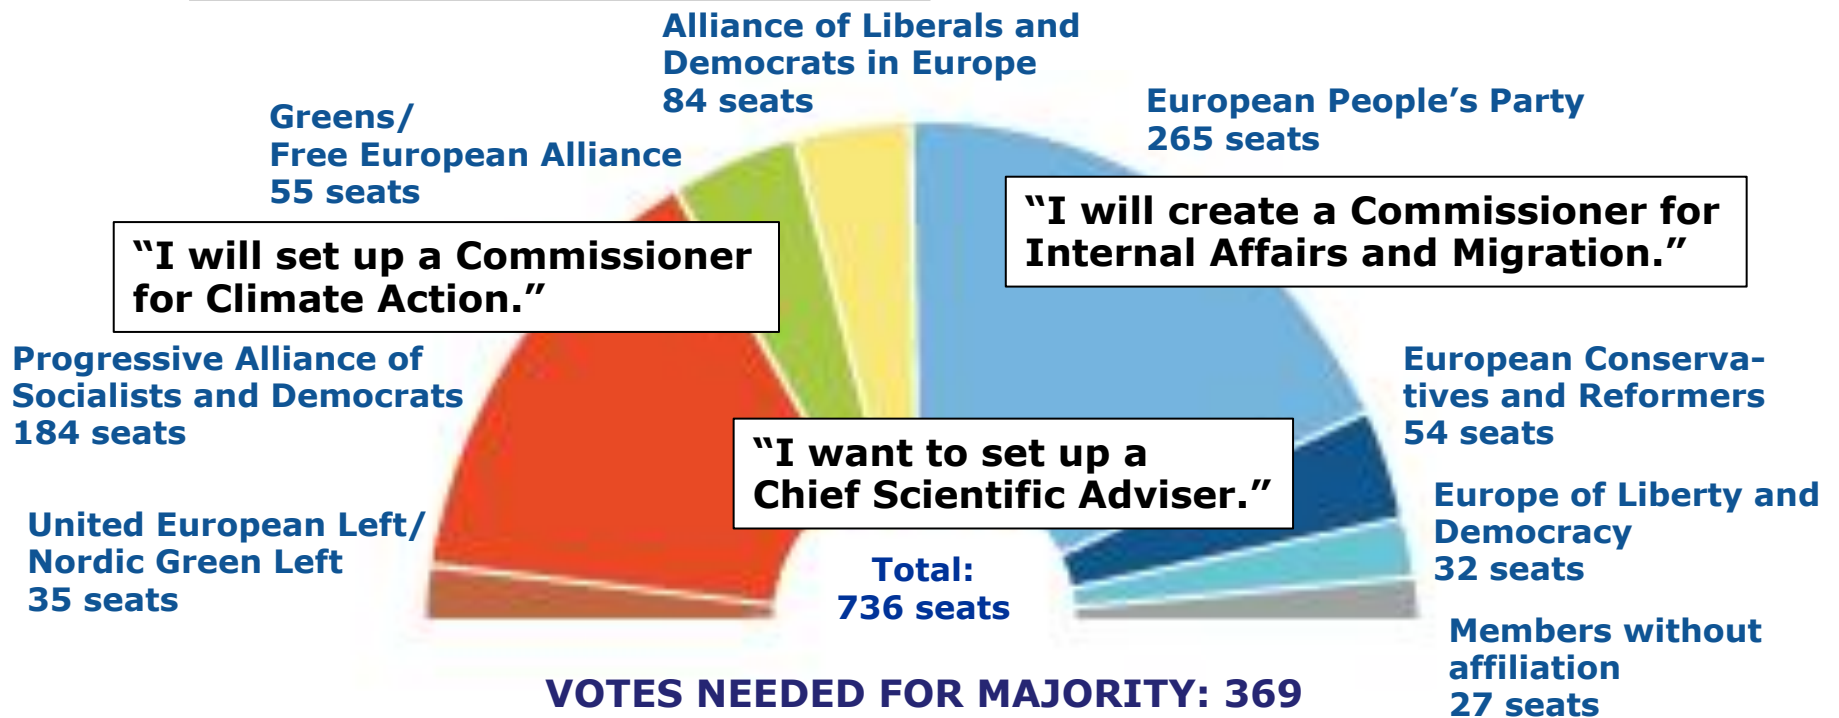 Alliance of Liberals and
Democrats in Europe
84 seats
European People’s Party
265 seats
Greens/
Free European Alliance
55 seats
“I will create a Commissioner for
Internal Affairs and Migration.”
“I will set up a Commissioner
for Climate Action.”
Progressive Alliance of
Socialists and Democrats
184 seats
European Conserva-
tives and Reformers
54 seats
“I want to set up a
Chief Scientific Adviser.”
United European Left/
Nordic Green Left
35 seats
Europe of Liberty and
Democracy
32 seats
Total:
736 seats
Members without
affiliation
27 seats
VOTES NEEDED FOR MAJORITY: 369